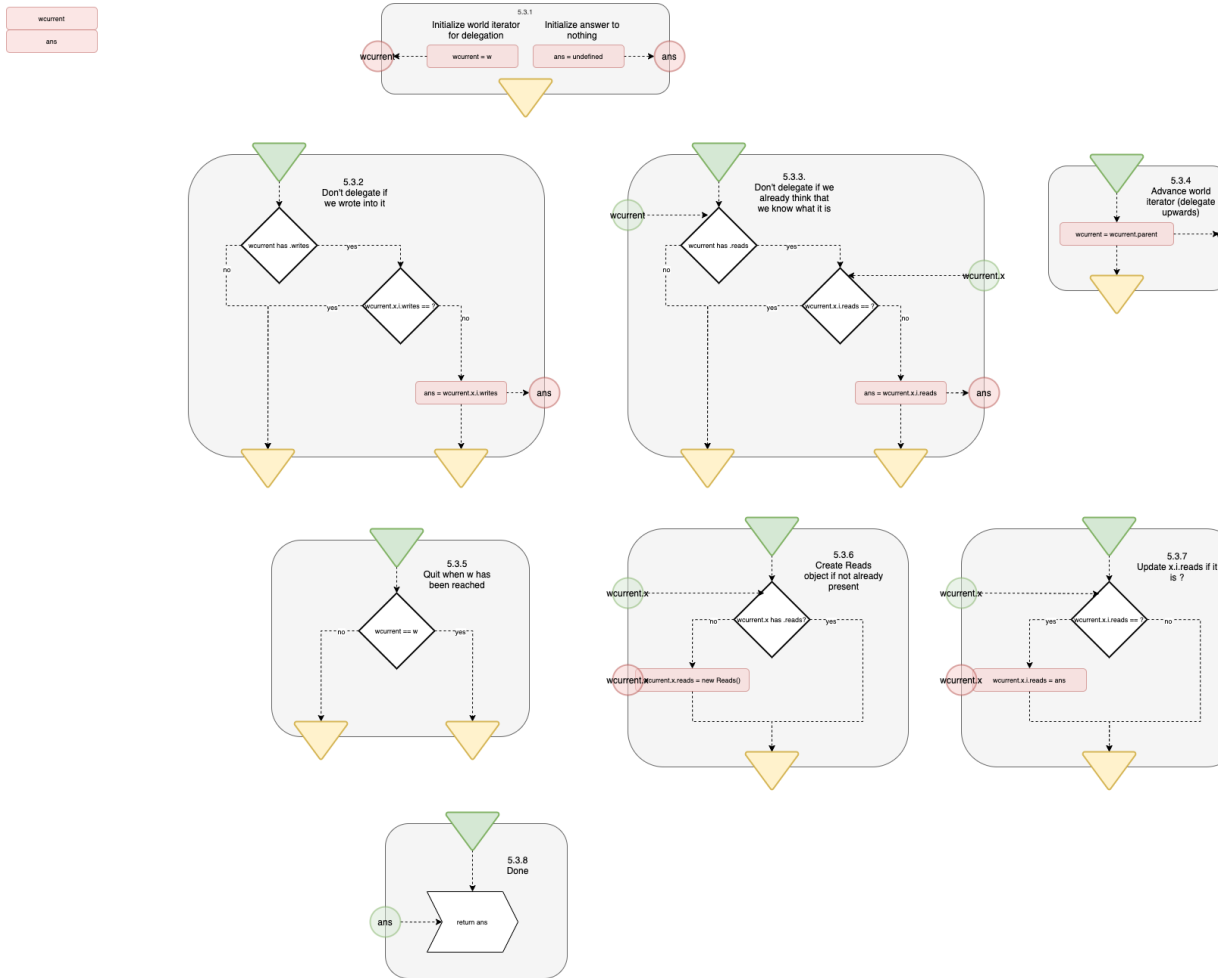 wcurrent
ans
5.3.1
Initialize world iterator
for delegation
Initialize answer to
nothing
wcurrent
wcurrent = w
ans = undefined
ans
5.3.2
Don't delegate if
we wrote into it
wcurrent has .writes
yes
no
wcurrent.x.i.writes == ?
yes
no
ans = wcurrent.x.i.writes
ans
5.3.3.
Don't delegate if we
already think that
we know what it is
wcurrent
wcurrent has .reads
yes
no
wcurrent.x
wcurrent.x.i.reads == ?
yes
no
ans = wcurrent.x.i.reads
ans
5.3.4
Advance world
iterator (delegate
upwards)
wcurrent = wcurrent.parent
5.3.5
Quit when w has
been reached
wcurrent == w
no
yes
5.3.6
Create Reads
object if not already
present
wcurrent.x
wcurrent.x has .reads?
no
yes
wcurrent.x
wcurrent.x.reads = new Reads()
5.3.7
Update x.i.reads if it
is ?
wcurrent.x
wcurrent.x.i.reads == ?
yes
no
wcurrent.x
wcurrent.x.i.reads = ans
5.3.8
Done
ans
return ans